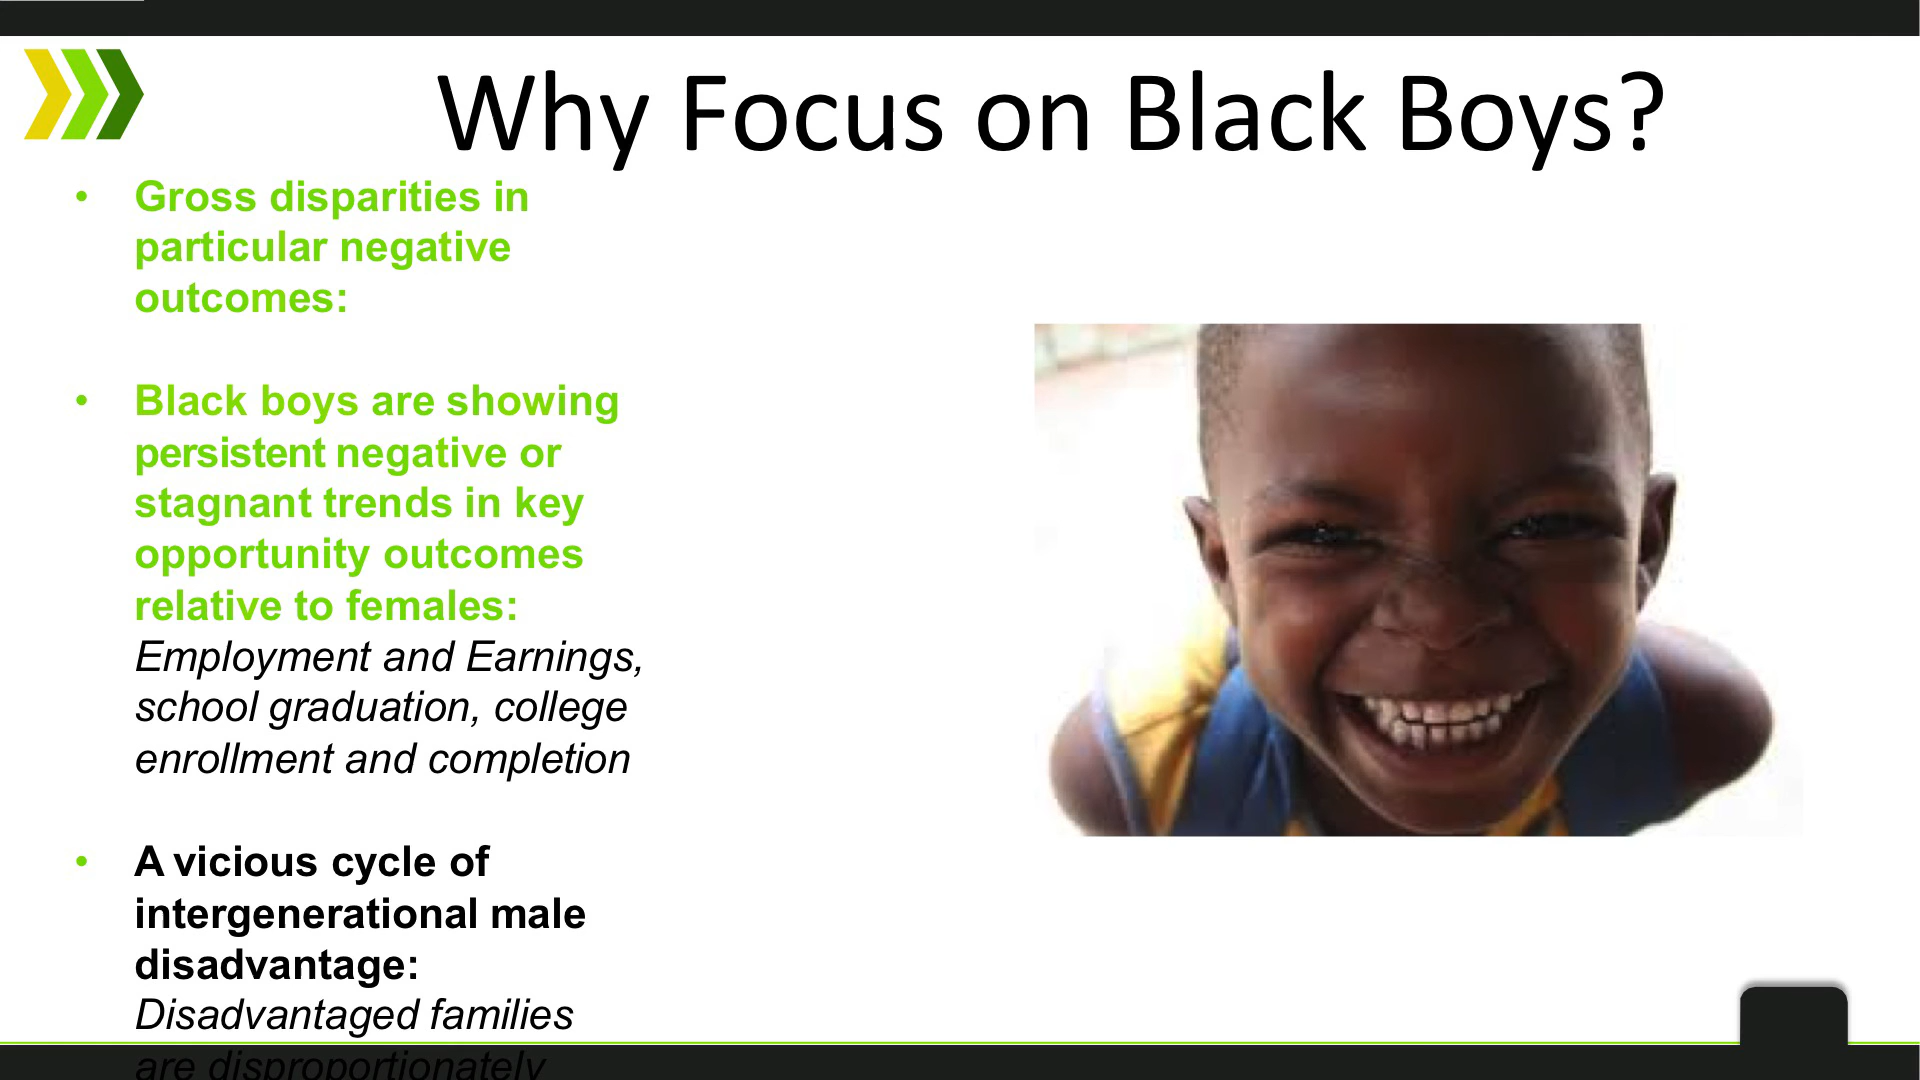 Why Focus on Black Boys?
• Gross disparities in
particular negative
outcomes:
• Black boys are showing
persistent negative or
stagnant trends in key
opportunity outcomes
relative to females:
Employment and Earnings,
school graduation, college
enrollment and completion
• A vicious cycle of
intergenerational male
disadvantage:
Disadvantaged families
are disproportionately